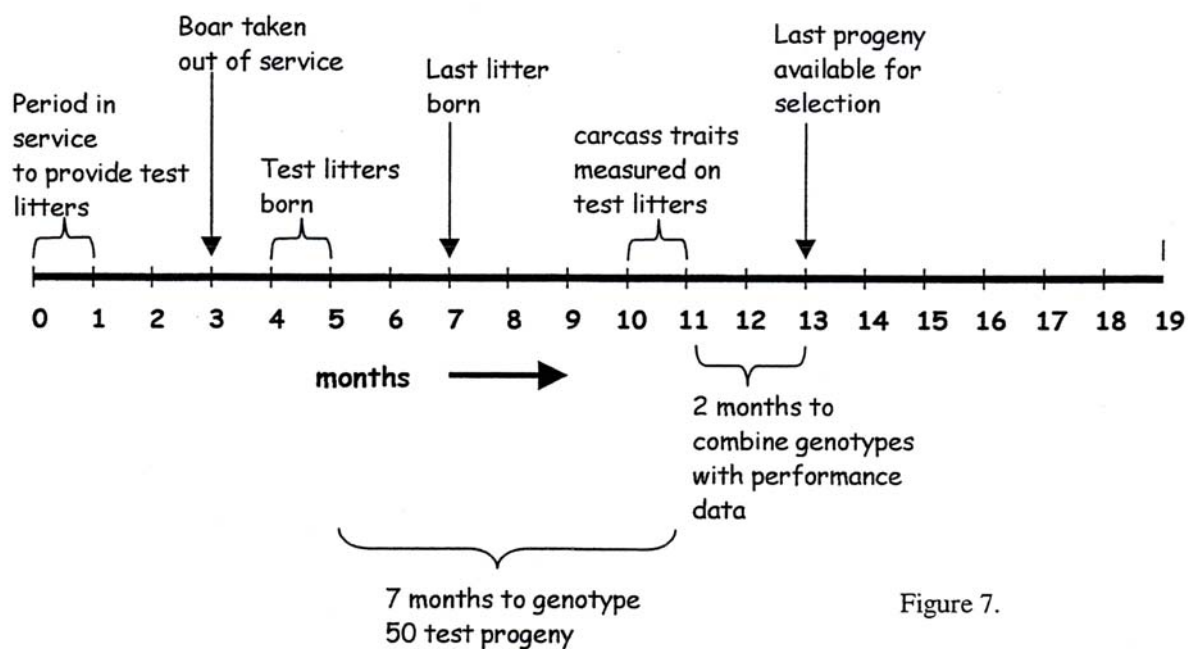 Period in
service
to provide test
litters
Boar taken
out of service
Test litters
born
Last litter
born
carcass traits
measured on
test litters
Last progeny
available for
selection
0 1 2 3 4 5 6 7 8 9 10 11 12 13 14 15 16 17 18 19
months
2 months to
combine genotypes
with performance
data
7 months to genotype
50 test progeny
Figure 7.